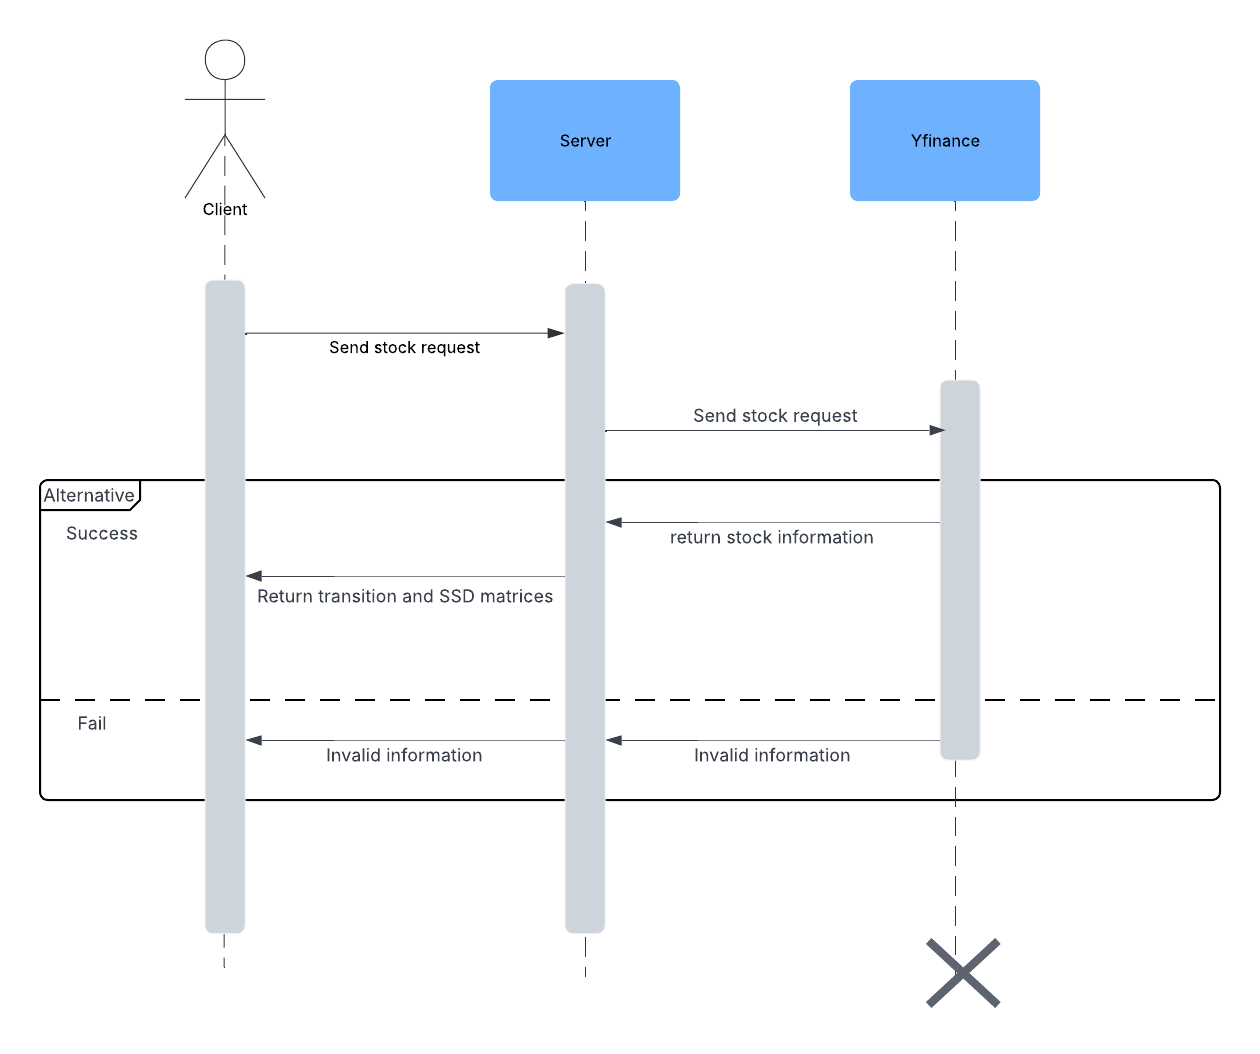 Client
Server
Yfinance
Send stock request
Send stock request
Alternative
Success
return stock information
Return transition and SSD matrices
Fail
Invalid information
Invalid information